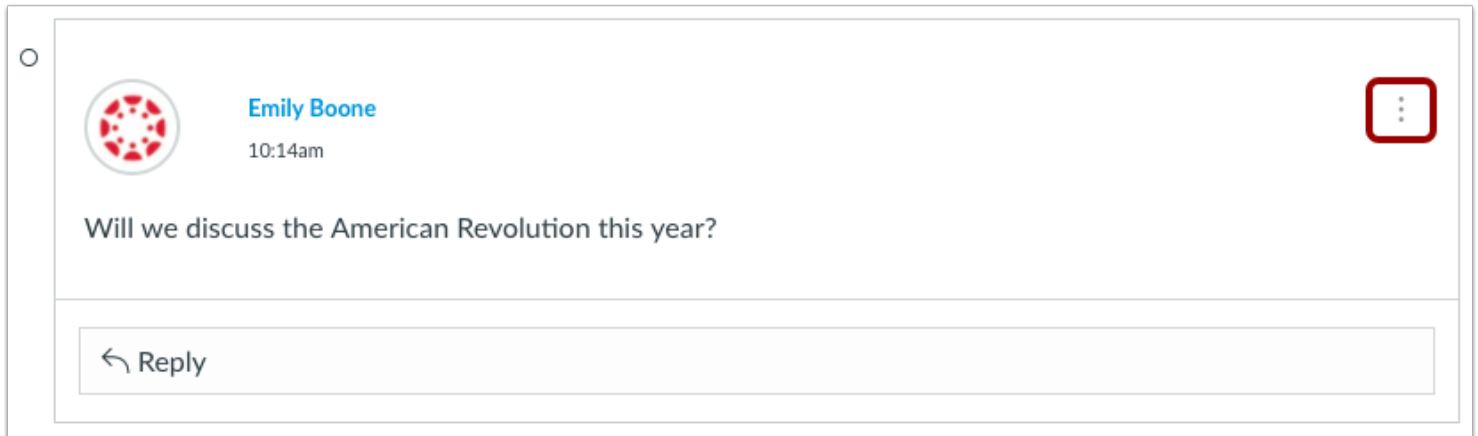 Emily Boone
10:14am
Will we discuss the American Revolution this year?
Reply